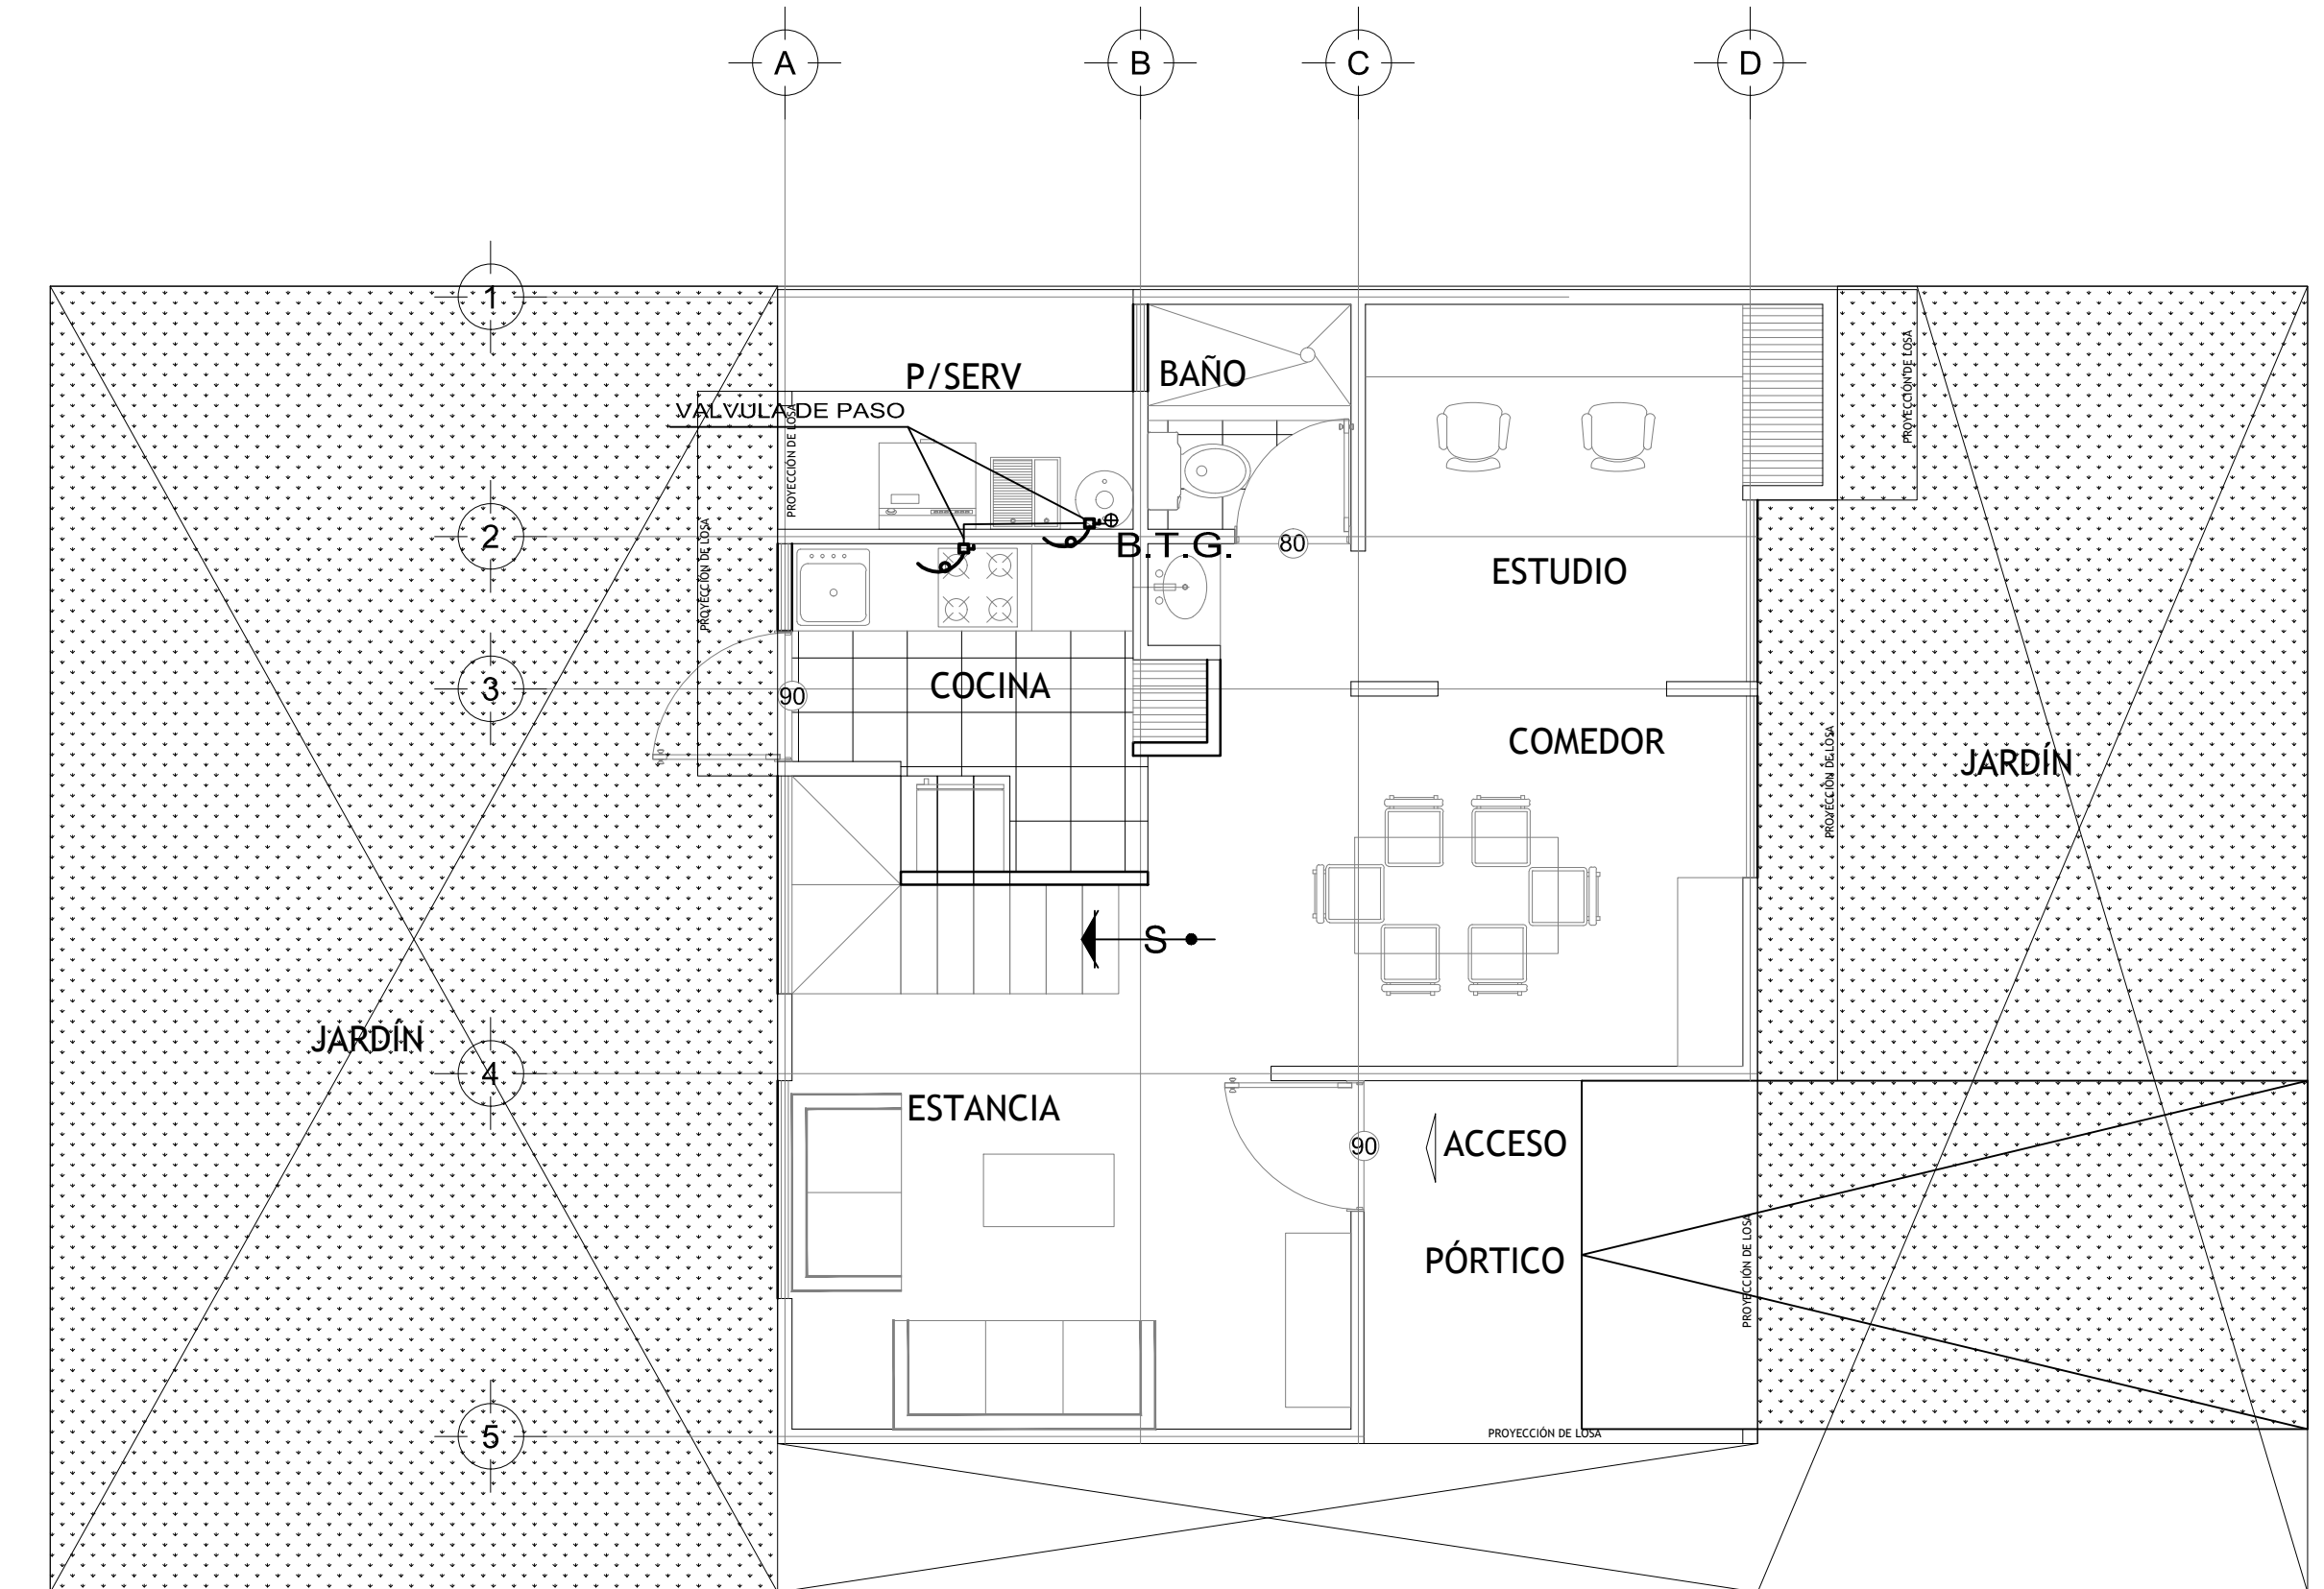 A
B
C
D
1
P/SERV
BAÑO
PROYECCIÓN DE LOSA
VALVULA DE PASO
PROYECCIÓN DE LOSA
2
B.T.G.
80
ESTUDIO
PROYECCIÓN DE LOSA
3
90
COCINA
COMEDOR
JARDÍN
PROYECCIÓN DE LOSA
S
JARDÍN
4
ESTANCIA
90
ACCESO
PÓRTICO
PROYECCIÓN DE LOSA
5
PROYECCIÓN DE LOSA